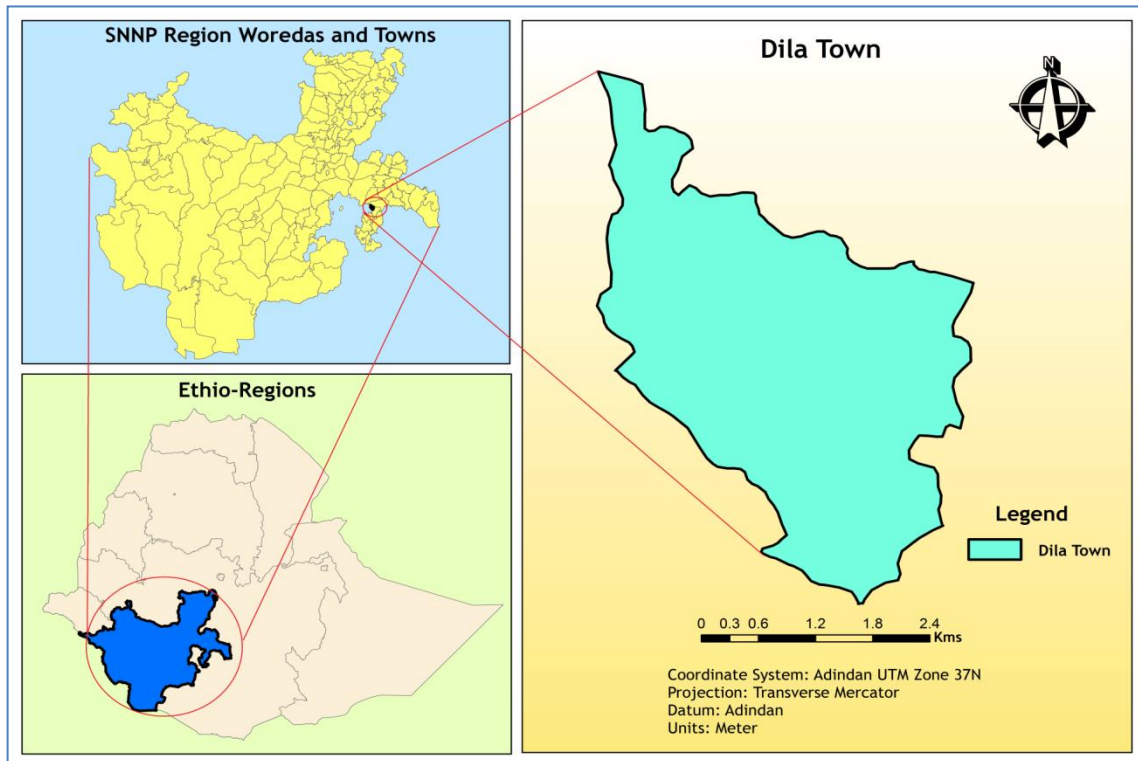 SNNP Region Woredas and Towns
Ethio-Regions
Dila Town
N
Legend
Dila Town
0 0.3 0.6 1.2 1.8 2.4
Kms
Coordinate System: Adindan UTM Zone 37N
Projection: Transverse Mercator
Datum: Adindan
Units: Meter